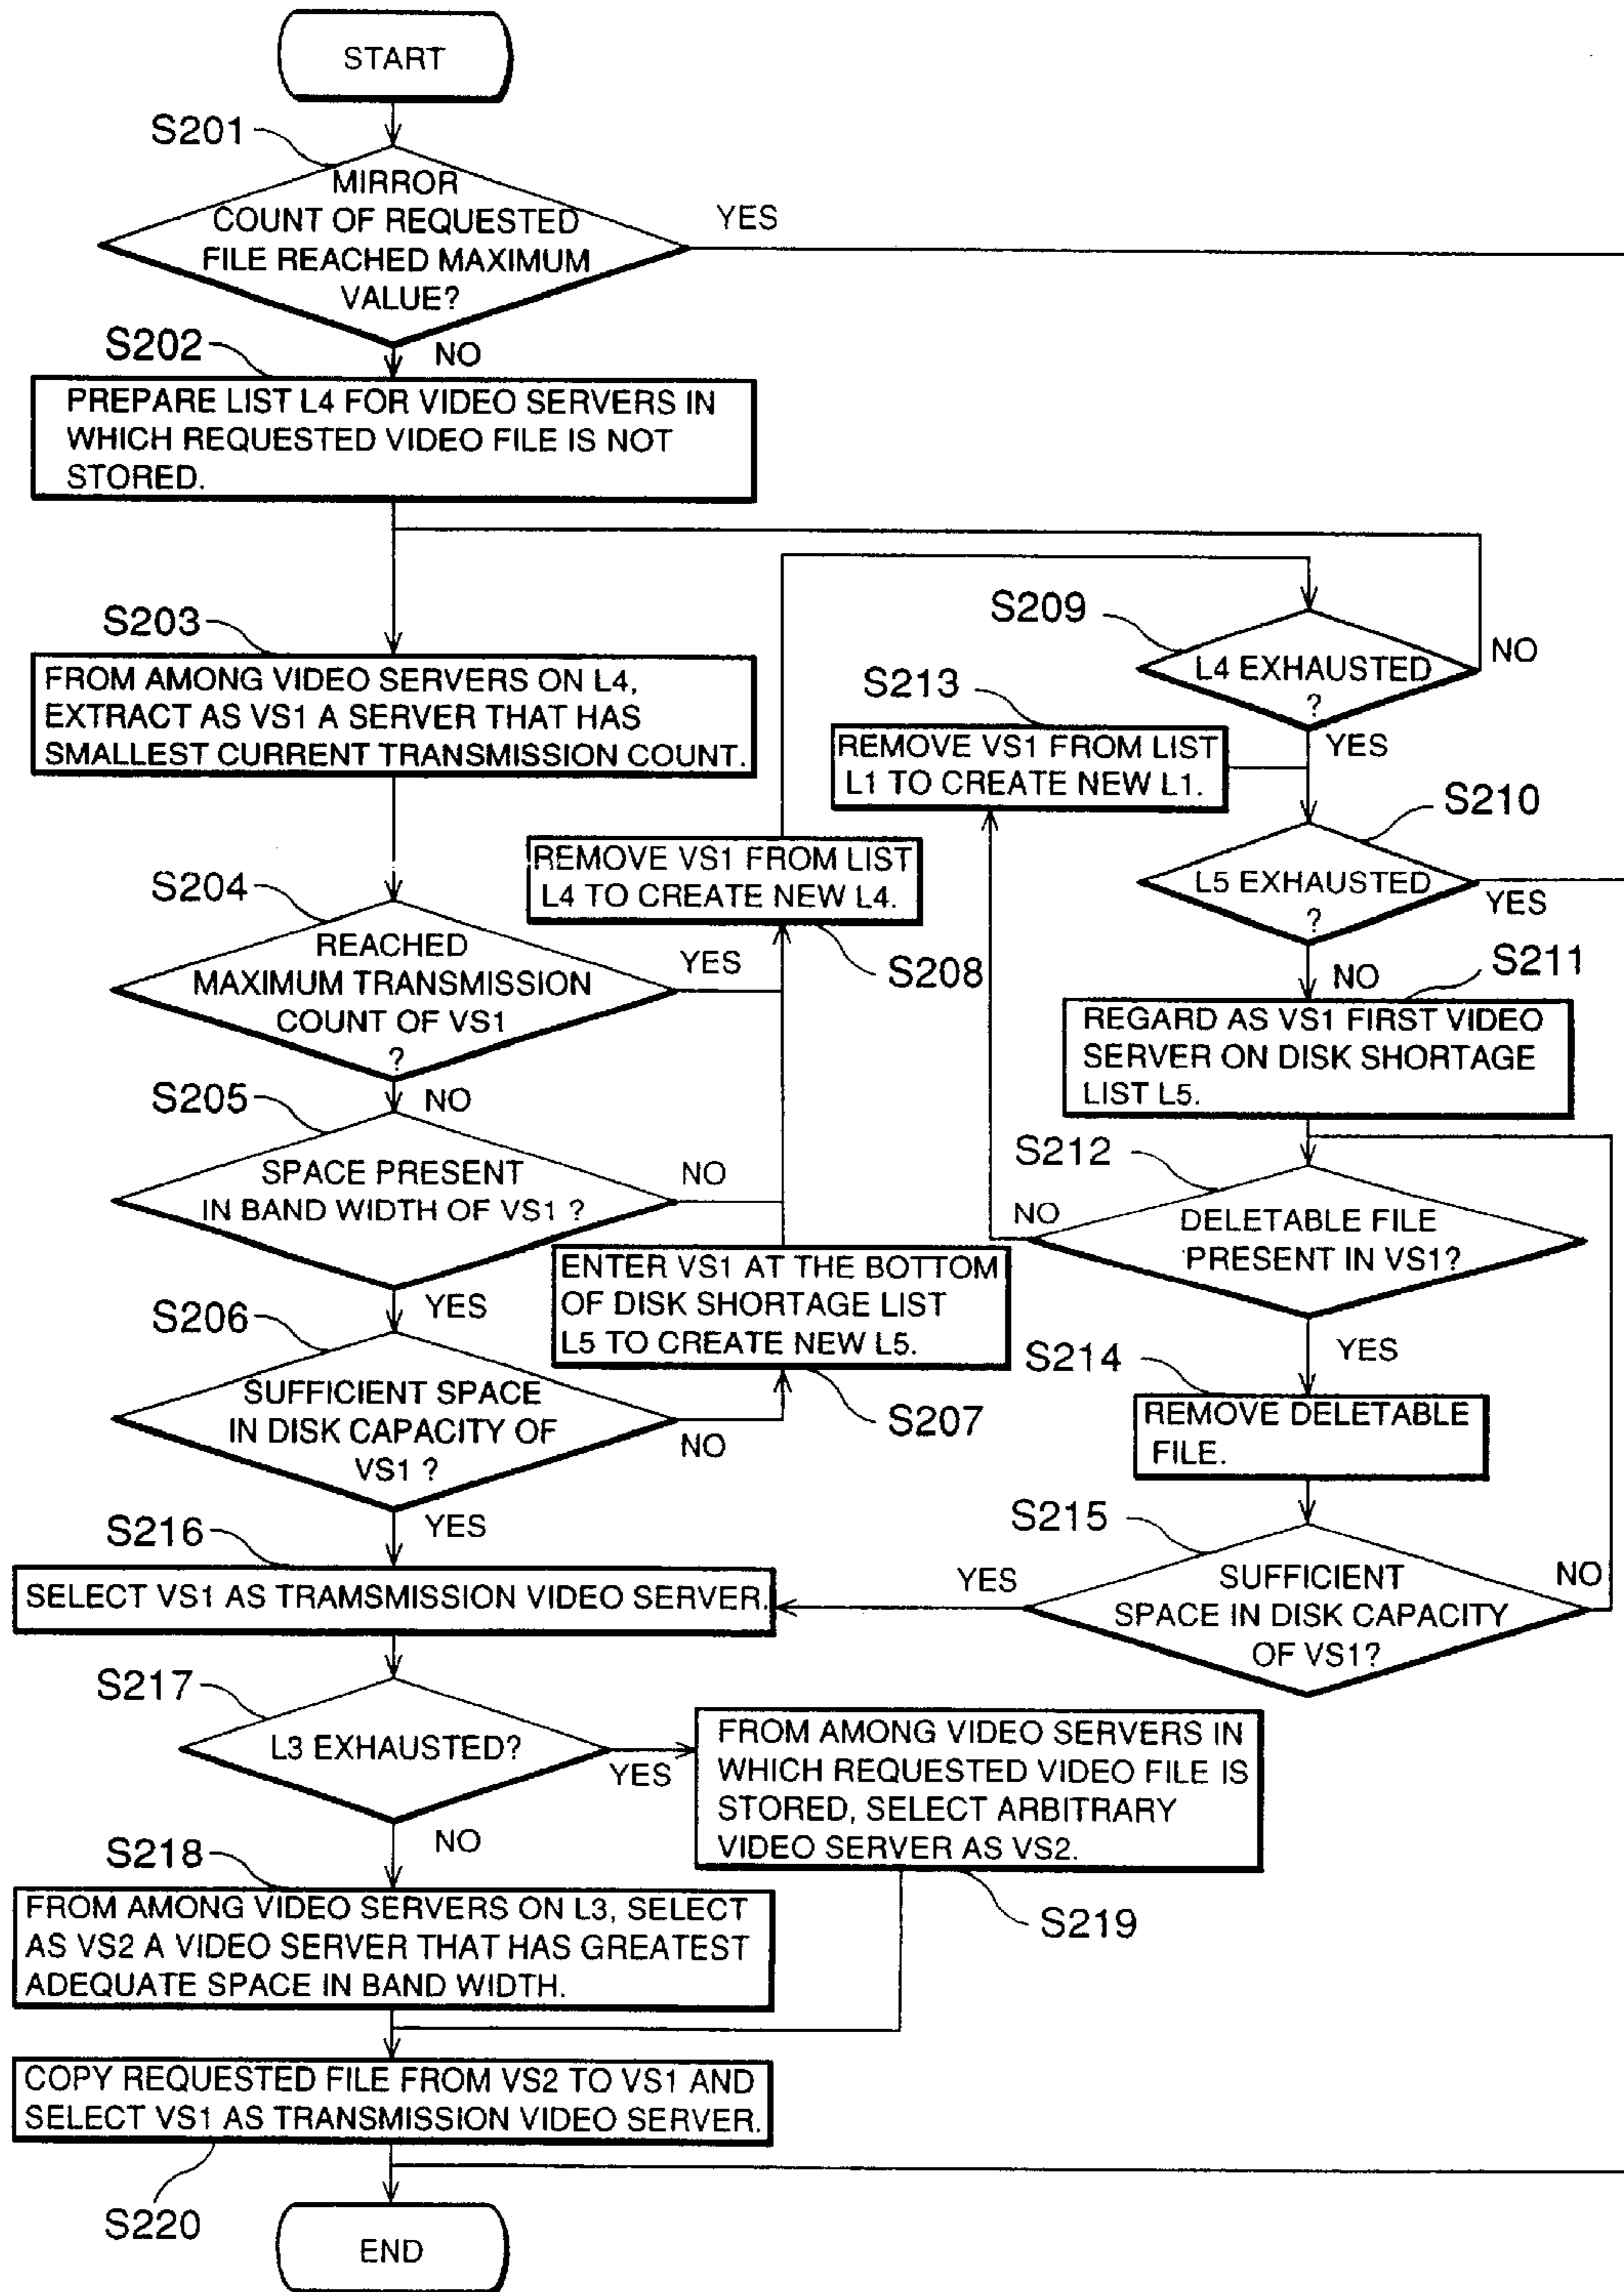 START
S201
MIRROR
COUNT OF REQUESTED
FILE REACHED MAXIMUM
VALUE?
YES
NO
S202
PREPARE LIST L4 FOR VIDEO SERVERS IN
WHICH REQUESTED VIDEO FILE IS NOT
STORED.
S203
FROM AMONG VIDEO SERVERS ON L4,
EXTRACT AS VS1 A SERVER THAT HAS
SMALLEST CURRENT TRANSMISSION COUNT.
S204
REACHED
MAXIMUM TRANSMISSION
COUNT OF VS1
?
YES
NO
S205
SPACE PRESENT
IN BAND WIDTH OF VS1 ?
NO
YES
S206
SUFFICIENT SPACE
IN DISK CAPACITY OF
VS1 ?
NO
YES
ENTER VS1 AT THE BOTTOM
OF DISK SHORTAGE LIST
L5 TO CREATE NEW L5.
S207
REMOVE VS1 FROM LIST
L4 TO CREATE NEW L4.
S208
S209
L4 EXHAUSTED
?
NO
YES
S213
REMOVE VS1 FROM LIST
L1 TO CREATE NEW L1.
S210
L5 EXHAUSTED
?
YES
NO
S211
REGARD AS VS1 FIRST VIDEO
SERVER ON DISK SHORTAGE
LIST L5.
S212
DELETABLE FILE
PRESENT IN VS1?
NO
YES
S214
REMOVE DELETABLE
FILE.
S215
SUFFICIENT
SPACE IN DISK CAPACITY
OF VS1?
YES
NO
S216
SELECT VS1 AS TRAMSMISSION VIDEO SERVER.
S217
L3 EXHAUSTED?
YES
NO
FROM AMONG VIDEO SERVERS IN
WHICH REQUESTED VIDEO FILE IS
STORED, SELECT ARBITRARY
VIDEO SERVER AS VS2.
S219
S218
FROM AMONG VIDEO SERVERS ON L3, SELECT
AS VS2 A VIDEO SERVER THAT HAS GREATEST
ADEQUATE SPACE IN BAND WIDTH.
COPY REQUESTED FILE FROM VS2 TO VS1 AND
SELECT VS1 AS TRANSMISSION VIDEO SERVER.
S220
END